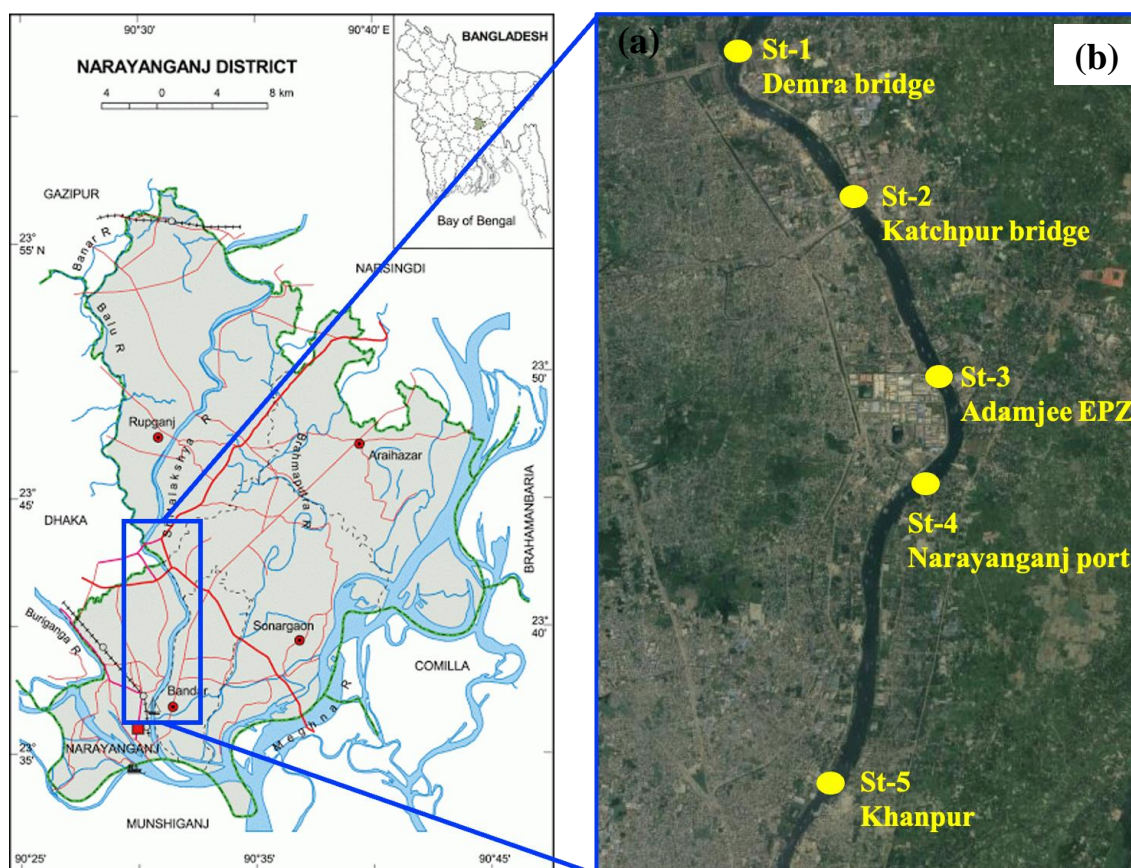 90°30'
90°40' E
NARAYANGANJ DISTRICT
4 0 4 8 km
BANGLADESH
Bay of Bengal
GAZIPUR
23°
55' N
Banar R
Balu R
NARSINGDI
23°
50'
Rupganj
Brahmaputra R
Araihazar
23°
45'
DHAKA
BRAHAMANBARIA
Buriganga R
Sonargaon
23°
40'
COMILLA
Bandar
Meghna R
NARAYANGANJ
23°
35'
MUNSHIGANJ
90°25'
90°35'
90°45'
(a)
(b)
St-1
Demra bridge
St-2
Katchpur bridge
St-3
Adamjee EPZ
St-4
Narayanganj port
St-5
Khanpur